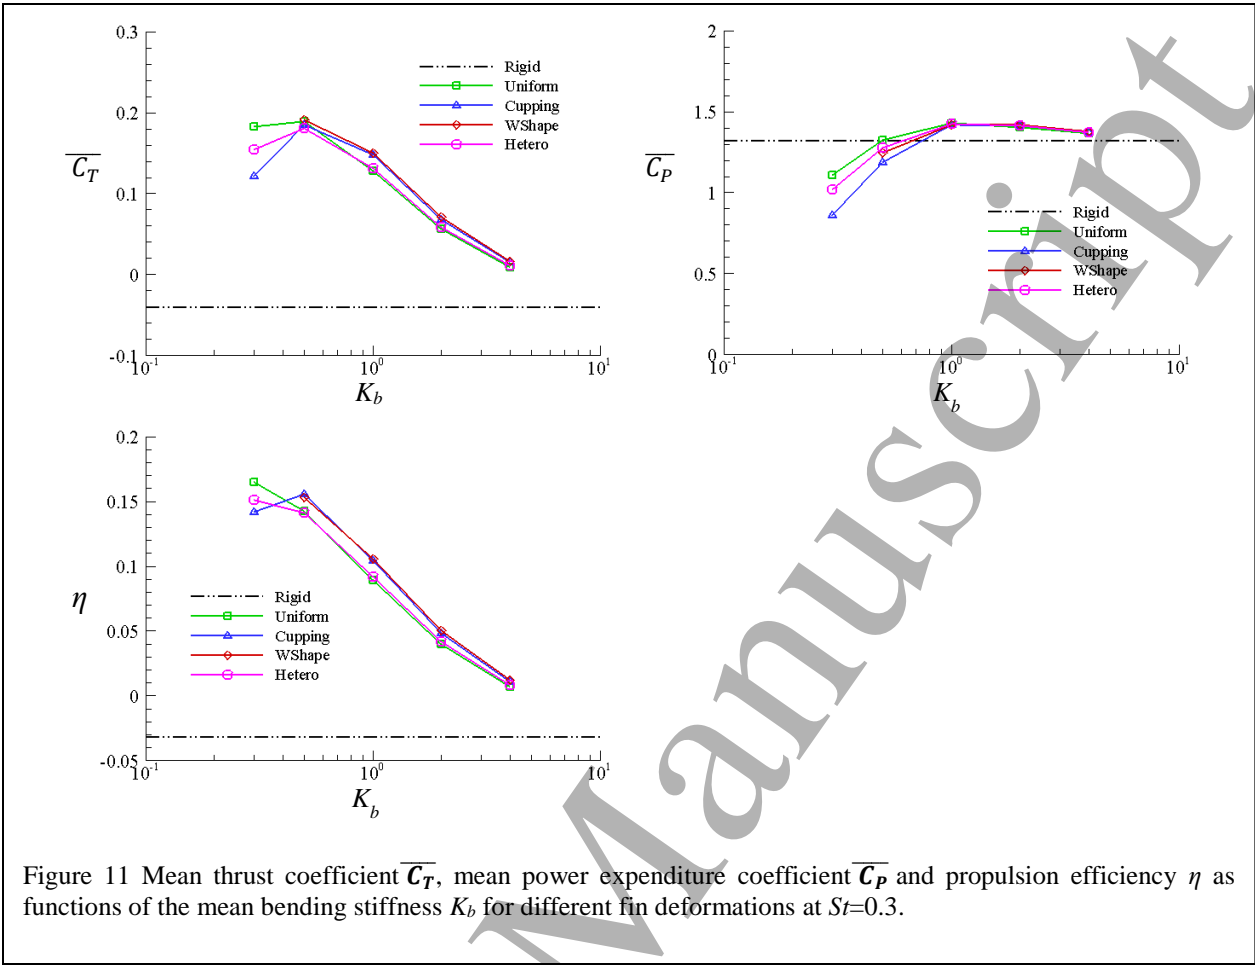 0.3
0.2
0.1
0
-0.1
C_T
10^-1
10^0
10^1
K_b
Rigid
Uniform
Cupping
WShape
Hetero
2
1.5
1
0.5
0
C_P
10^-1
10^0
10^1
K_b
Rigid
Uniform
Cupping
WShape
Hetero
0.2
0.15
0.1
0.05
0
-0.05
η
10^-1
10^0
10^1
K_b
Rigid
Uniform
Cupping
WShape
Hetero
Manuscript
Figure 11 Mean thrust coefficient C_T, mean power expenditure coefficient C_P and propulsion efficiency η as
functions of the mean bending stiffness K_b for different fin deformations at St=0.3.